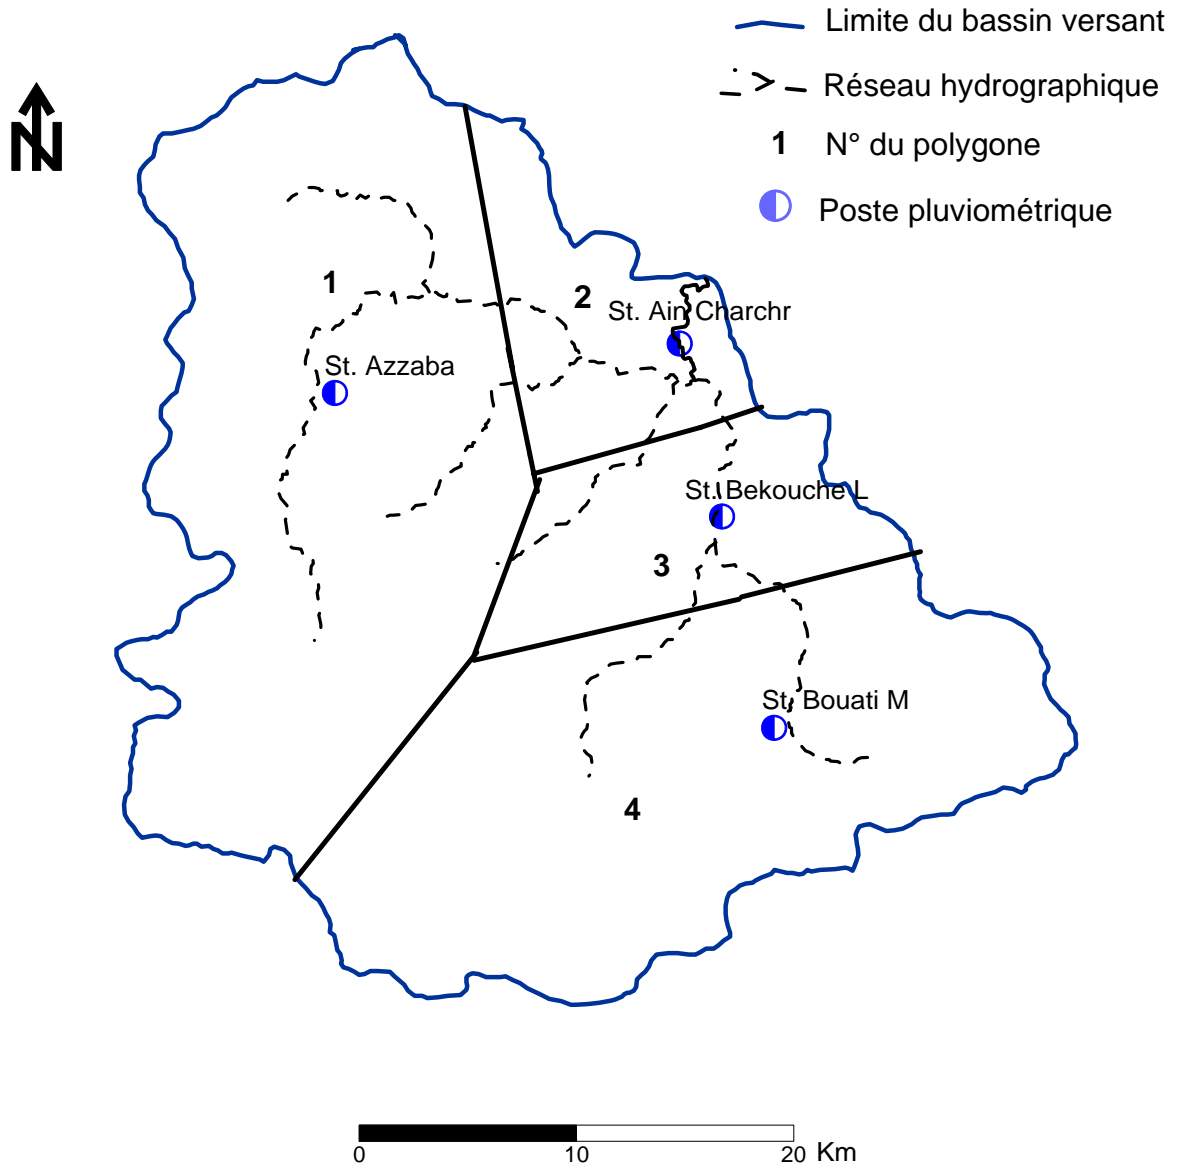 Limite du bassin versant
Réseau hydrographique
1 N° du polygone
Poste pluviométrique
N
1
2
St. Ain Charchr
St. Azzaba
St. Bekouche L
3
St. Bouati M
4
0 10 20 Km